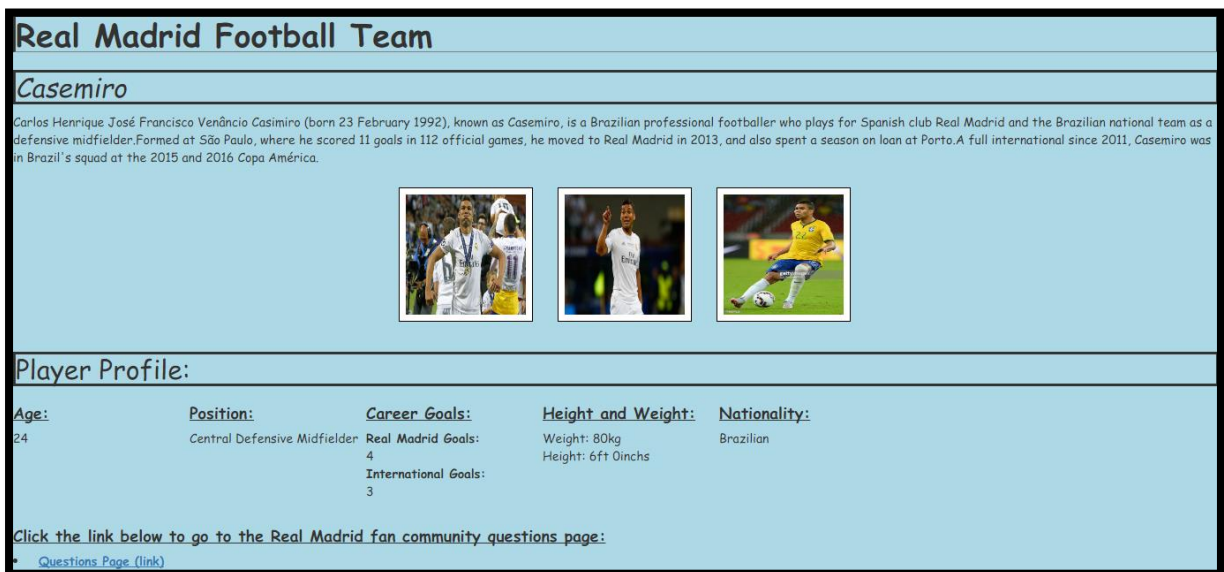 Real Madrid Football Team
Casemiro
Carlos Henrique José Francisco Venâncio Casimiro (born 23 February 1992), known as Casemiro, is a Brazilian professional footballer who plays for Spanish club Real Madrid and the Brazilian national team as a
defensive midfielder.Formed at São Paulo, where he scored 11 goals in 112 official games, he moved to Real Madrid in 2013, and also spent a season on loan at Porto.A full international since 2011, Casemiro was
in Brazil's squad at the 2015 and 2016 Copa América.
Player Profile:
Age: Position: Career Goals: Height and Weight: Nationality:
24 Central Defensive Midfielder Real Madrid Goals: Weight: 80kg Brazilian
4 Height: 6ft 0inchs
International Goals:
3
Click the link below to go to the Real Madrid fan community questions page:
Questions Page (link)